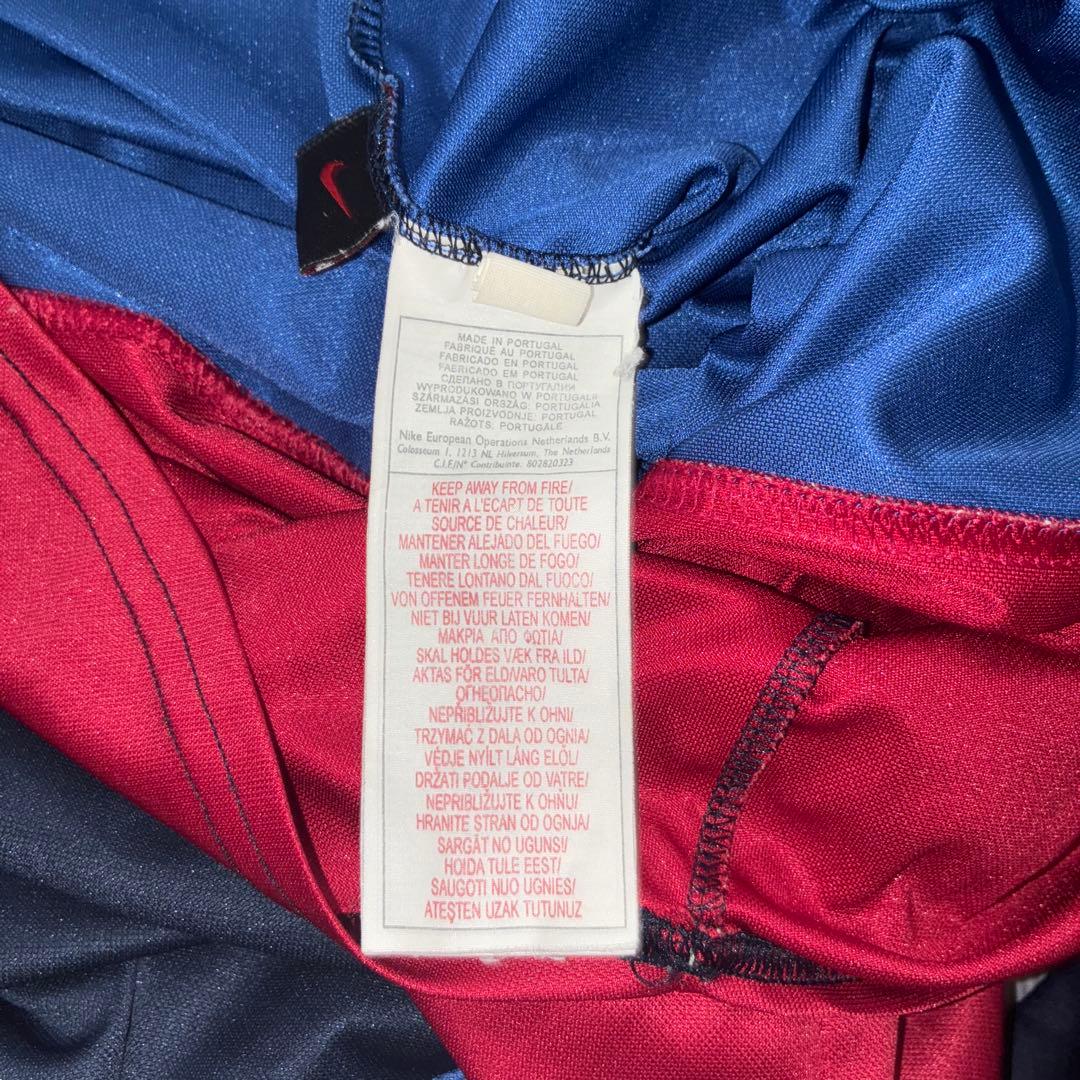 MADE IN PORTUGAL
FABRIQUÉ AU PORTUGAL
FABRICADO EN PORTUGAL
FABRICADO EM PORTUGAL
СДЕЛАНО В ПОРТУГАЛИИ
WYPRODUKOWANO W PORTUGALII
SZÁRMAZÁSI ORSZÁG: PORTUGÁLIA
ZEMLJA PROIZVODNJE: PORTUGAL
RAŽOTS: PORTUGĀLE
Nike European Operations Netherlands B.V.
Colosseum 1, 1213 NL Hilversum, The Netherlands
C.I.F/N° Contribuinte. 802820323
KEEP AWAY FROM FIRE/
A TENIR A L'ECART DE TOUTE
SOURCE DE CHALEUR/
MANTENER ALEJADO DEL FUEGO/
MANTER LONGE DE FOGO/
TENERE LONTANO DAL FUOCO/
VON OFFENEM FEUER FERNHALTEN/
NIET BIJ VUUR LATEN KOMEN/
ΜΑΚΡΙΑ ΑΠΟ ΦΩΤΙΑ/
SKAL HOLDES VÆK FRA ILD/
AKTAS FÖR ELD/VARO TULTA/
ОГНЕОПАСНО/
NEPŘIBLIŽUJTE K OHNI/
TRZYMAĆ Z DALA OD OGNIA/
VÉDJE NYÍLT LÁNG ELŐL/
DRŽATI PODALJE OD VATRE/
NEPRIBLIŽUJTE K OHŇU/
HRANITE STRAN OD OGNJA/
SARGĀT NO UGUNS!/
HOIDA TULE EEST/
SAUGOTI NUO UGNIES/
ATEŞTEN UZAK TUTUNUZ